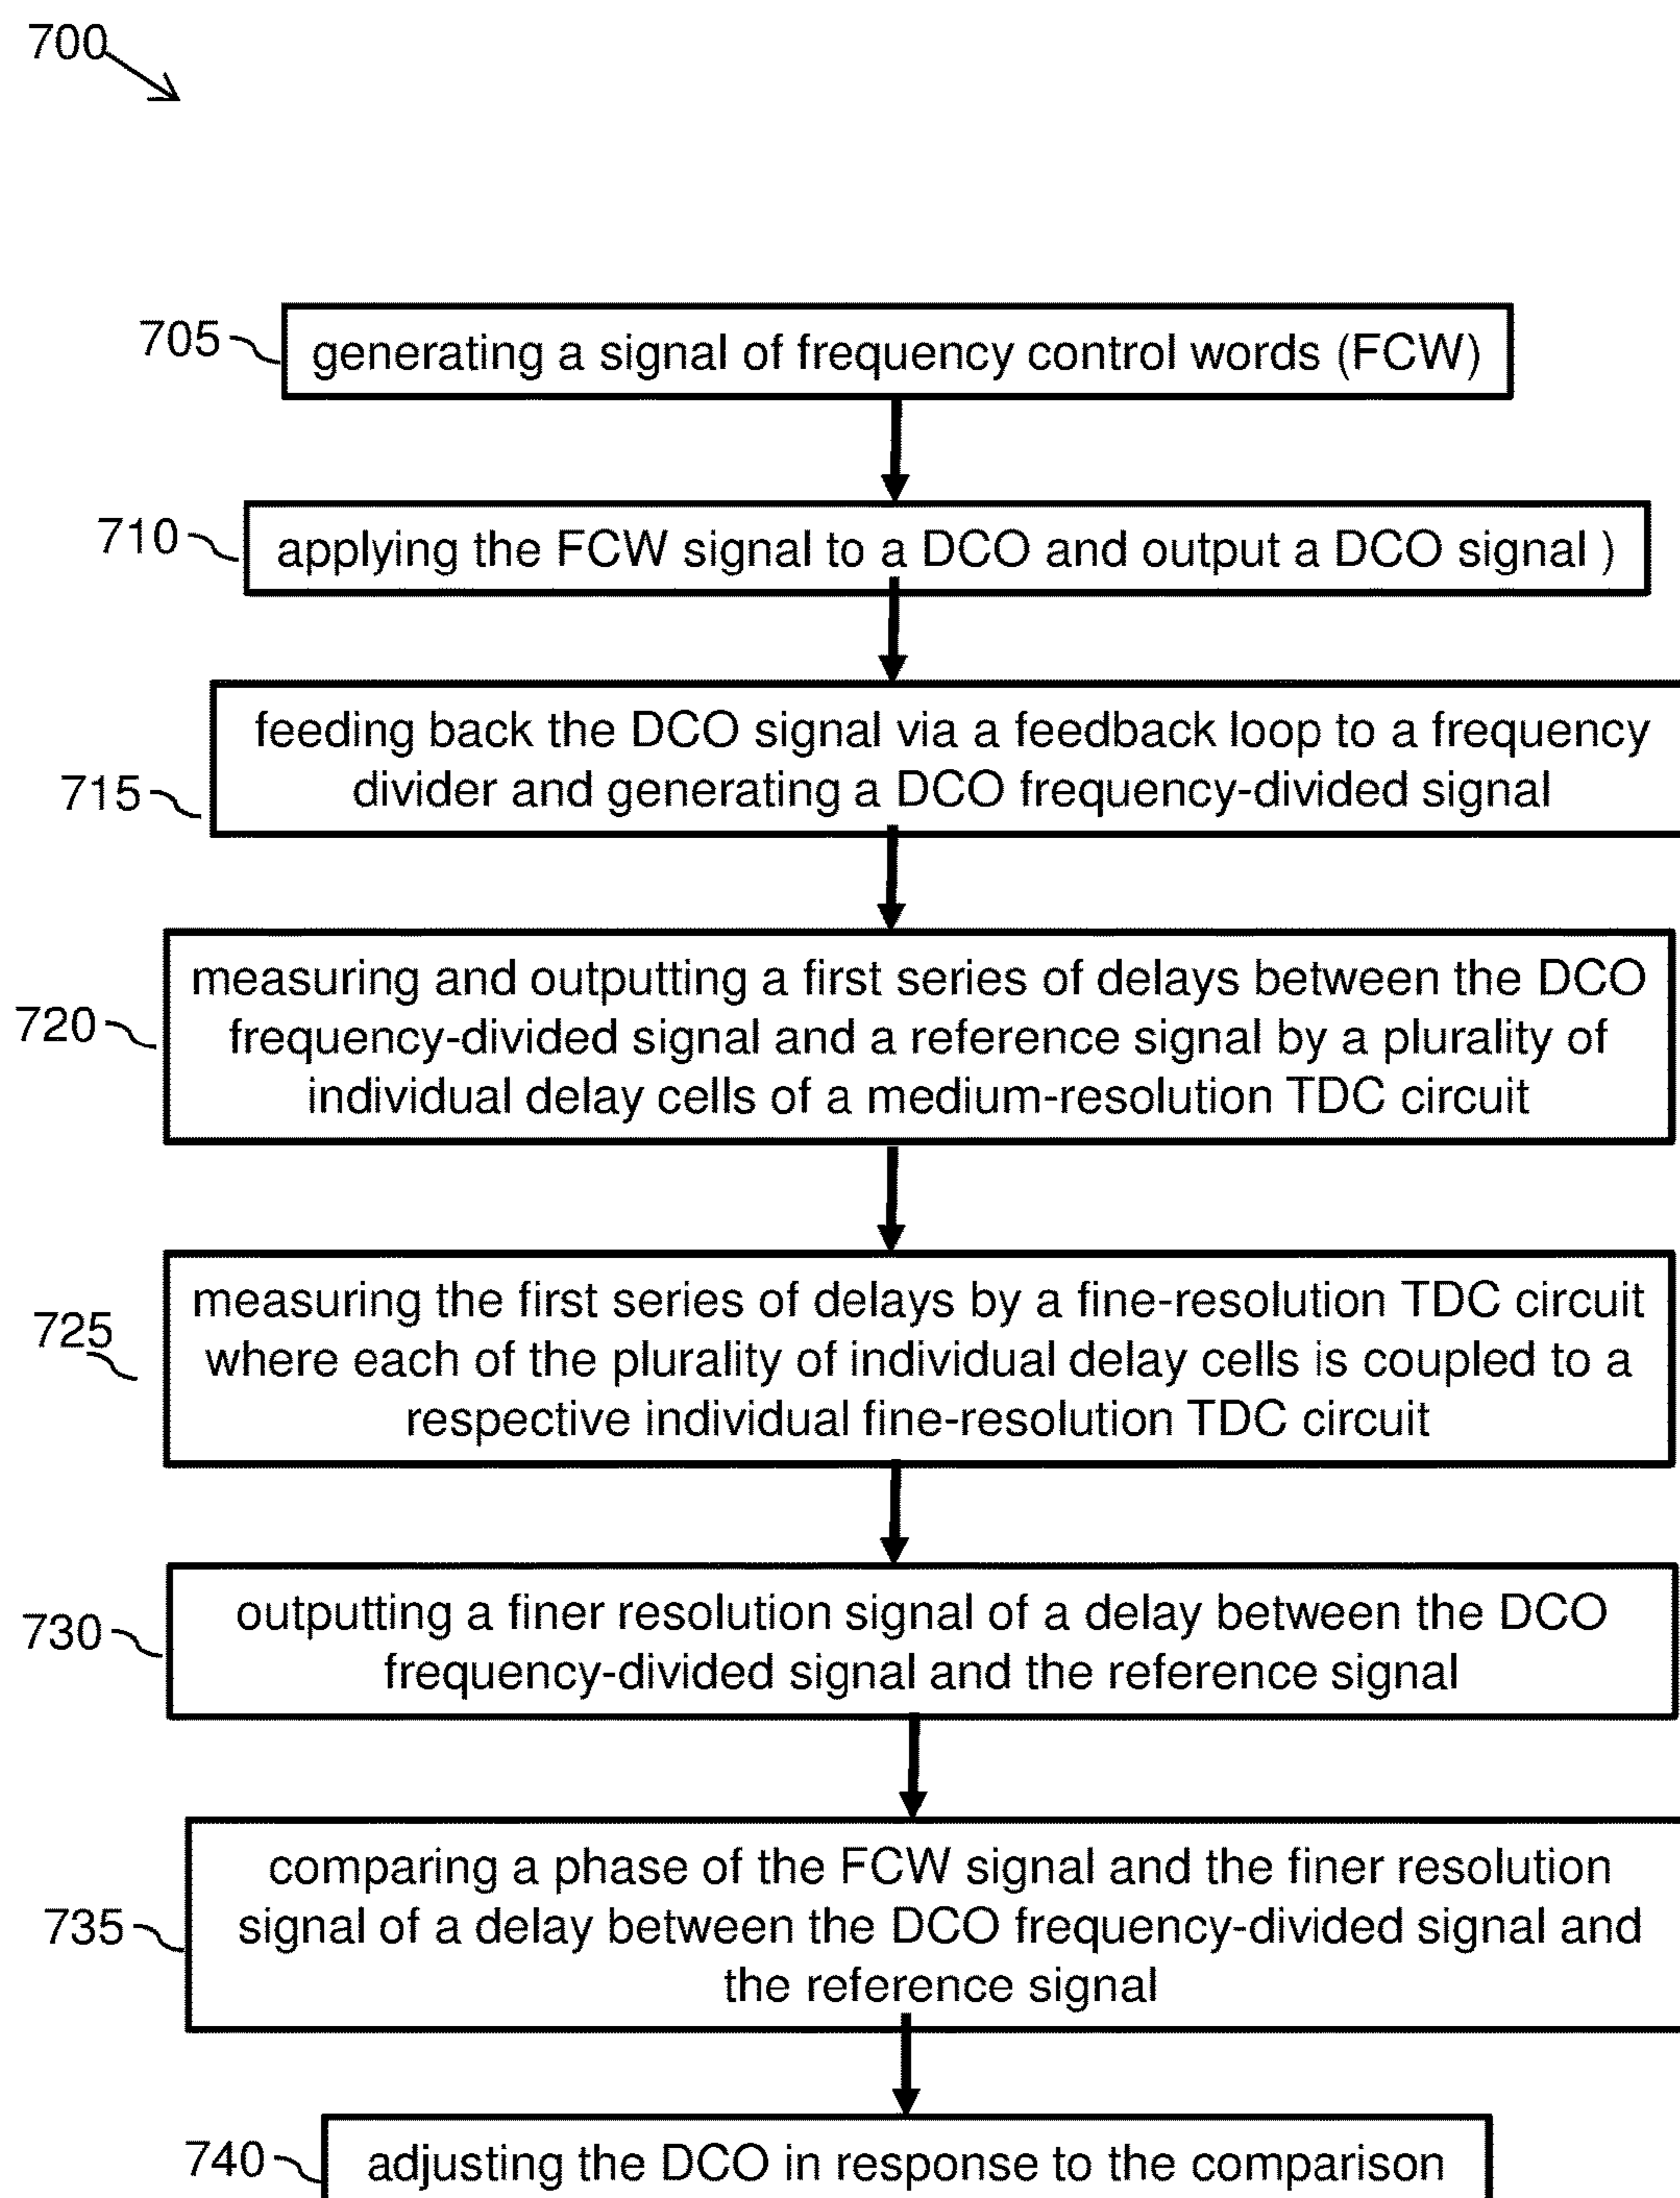 700
705
generating a signal of frequency control words (FCW)
710
applying the FCW signal to a DCO and output a DCO signal )
715
feeding back the DCO signal via a feedback loop to a frequency
divider and generating a DCO frequency-divided signal
720
measuring and outputting a first series of delays between the DCO
frequency-divided signal and a reference signal by a plurality of
individual delay cells of a medium-resolution TDC circuit
725
measuring the first series of delays by a fine-resolution TDC circuit
where each of the plurality of individual delay cells is coupled to a
respective individual fine-resolution TDC circuit
730
outputting a finer resolution signal of a delay between the DCO
frequency-divided signal and the reference signal
735
comparing a phase of the FCW signal and the finer resolution
signal of a delay between the DCO frequency-divided signal and
the reference signal
740
adjusting the DCO in response to the comparison